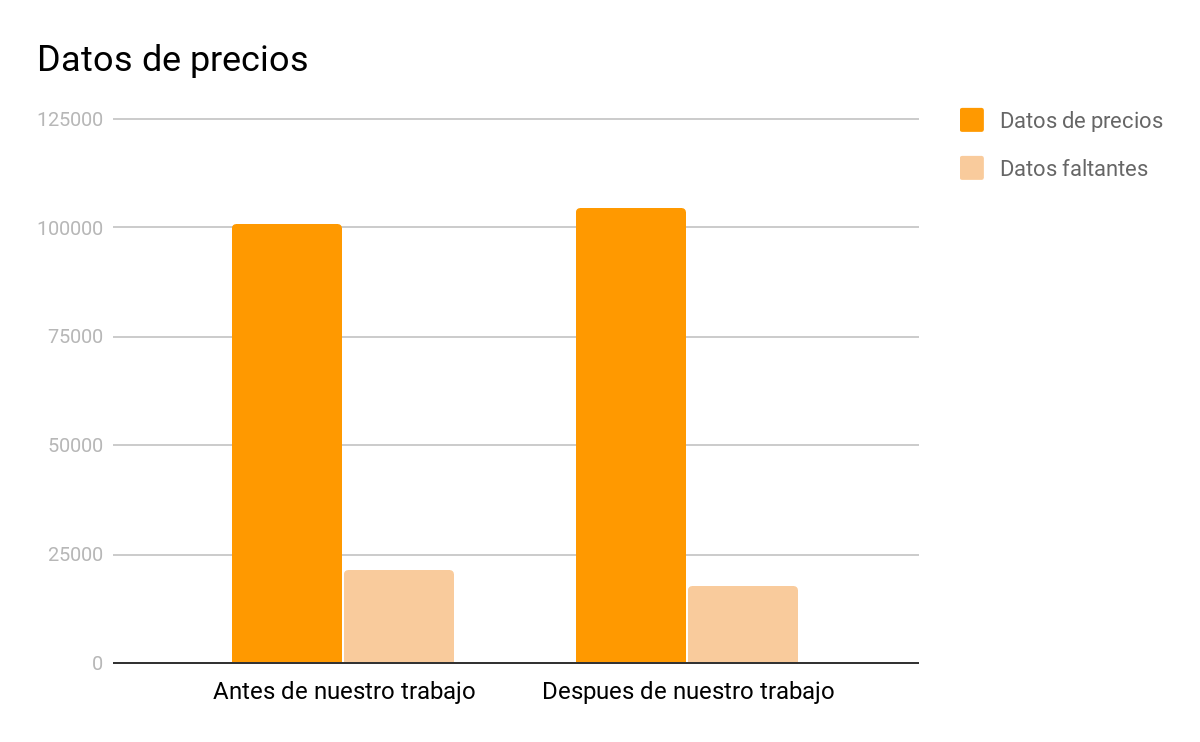 Datos de precios
125000
100000
75000
50000
25000
0
Antes de nuestro trabajo
Despues de nuestro trabajo
Datos de precios
Datos faltantes